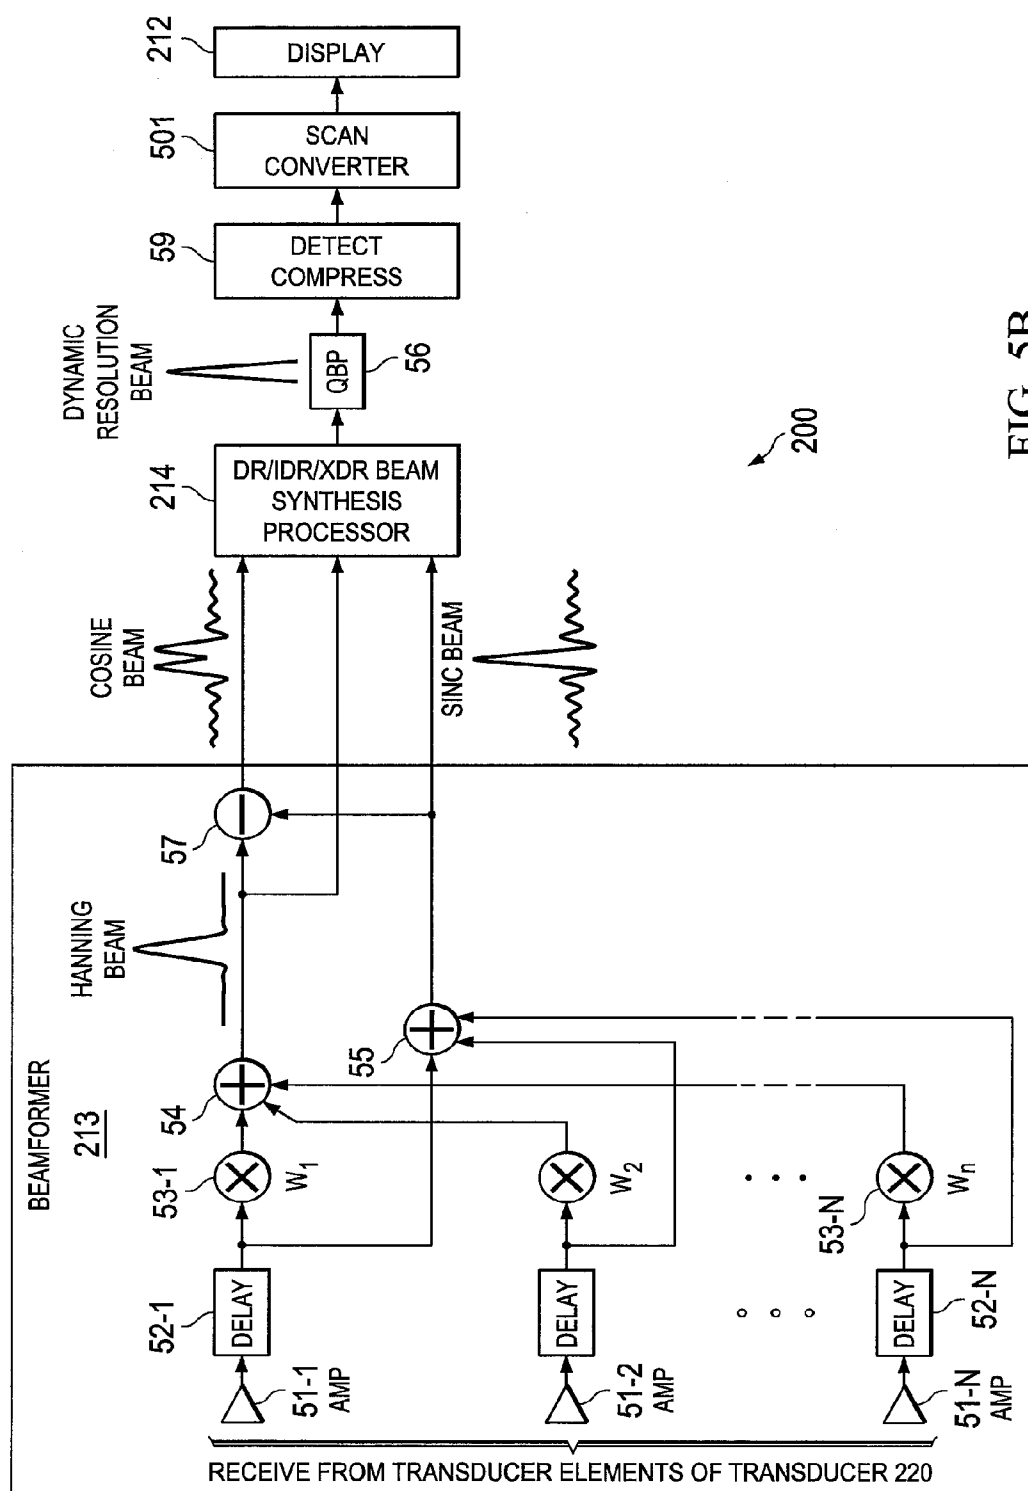 BEAMFORMER
213
RECEIVE FROM TRANSDUCER ELEMENTS OF TRANSDUCER 220
51-1
AMP
52-1
DELAY
53-1
W1
54
HANNING
BEAM
57
COSINE
BEAM
51-2
AMP
DELAY
W2
55
SINC BEAM
51-N
AMP
52-N
DELAY
53-N
Wn
214
DR/IDR/XDR BEAM
SYNTHESIS
PROCESSOR
DYNAMIC
RESOLUTION
BEAM
QBP
56
59
DETECT
COMPRESS
501
SCAN
CONVERTER
212
DISPLAY
200
FIG. 5B